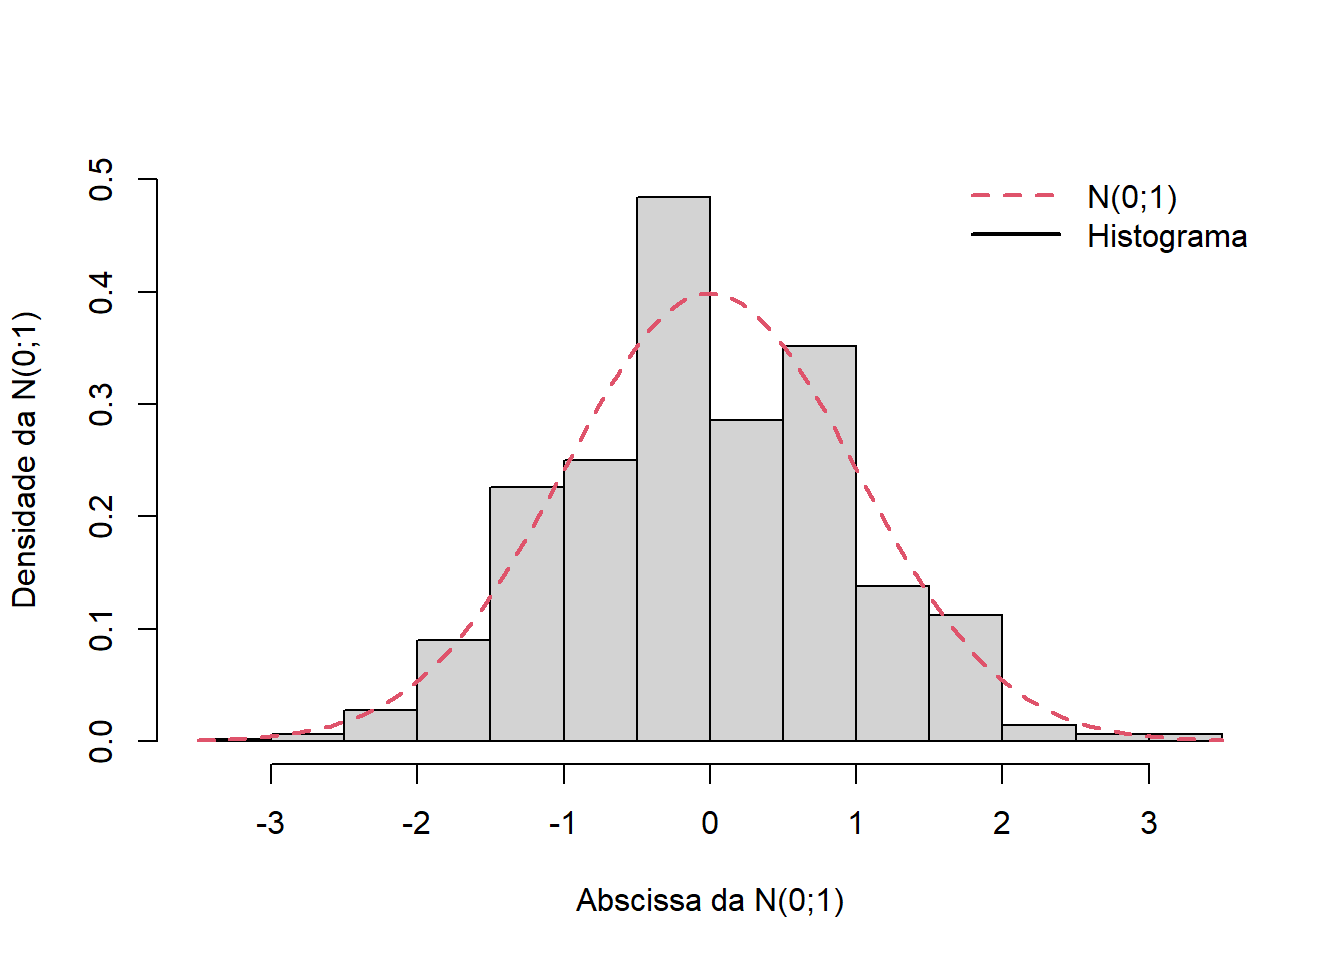 N(0;1)
Histograma
Densidade da N(0;1)
0.5
0.4
0.3
0.2
0.1
0.0
-3 -2 -1 0 1 2 3
Abscissa da N(0;1)